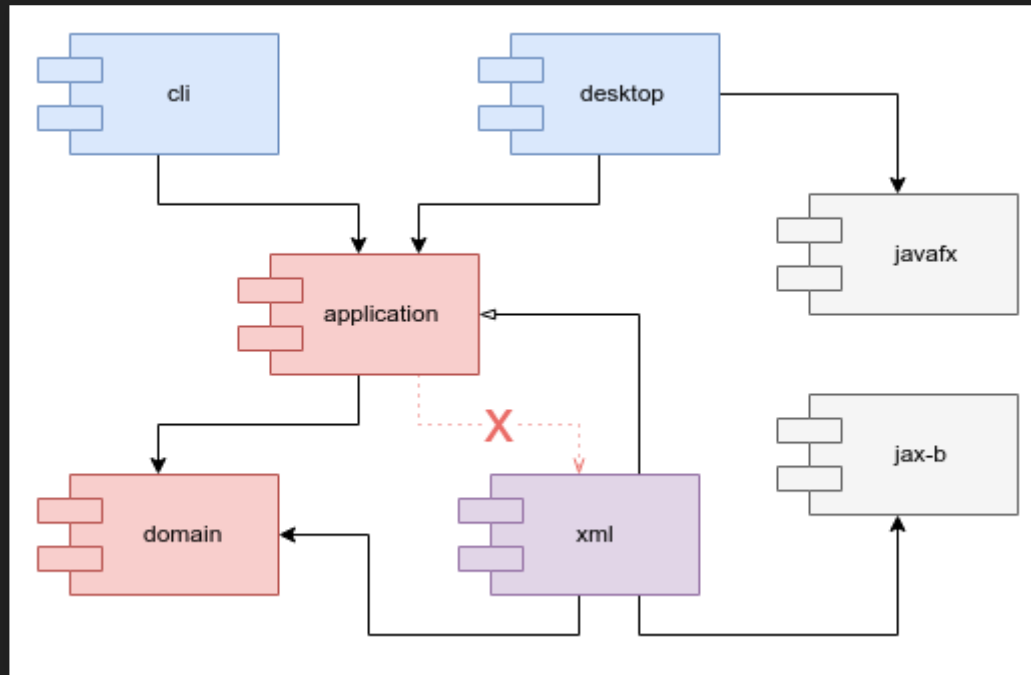 cli
desktop
javafx
application
jax-b
X
domain
xml